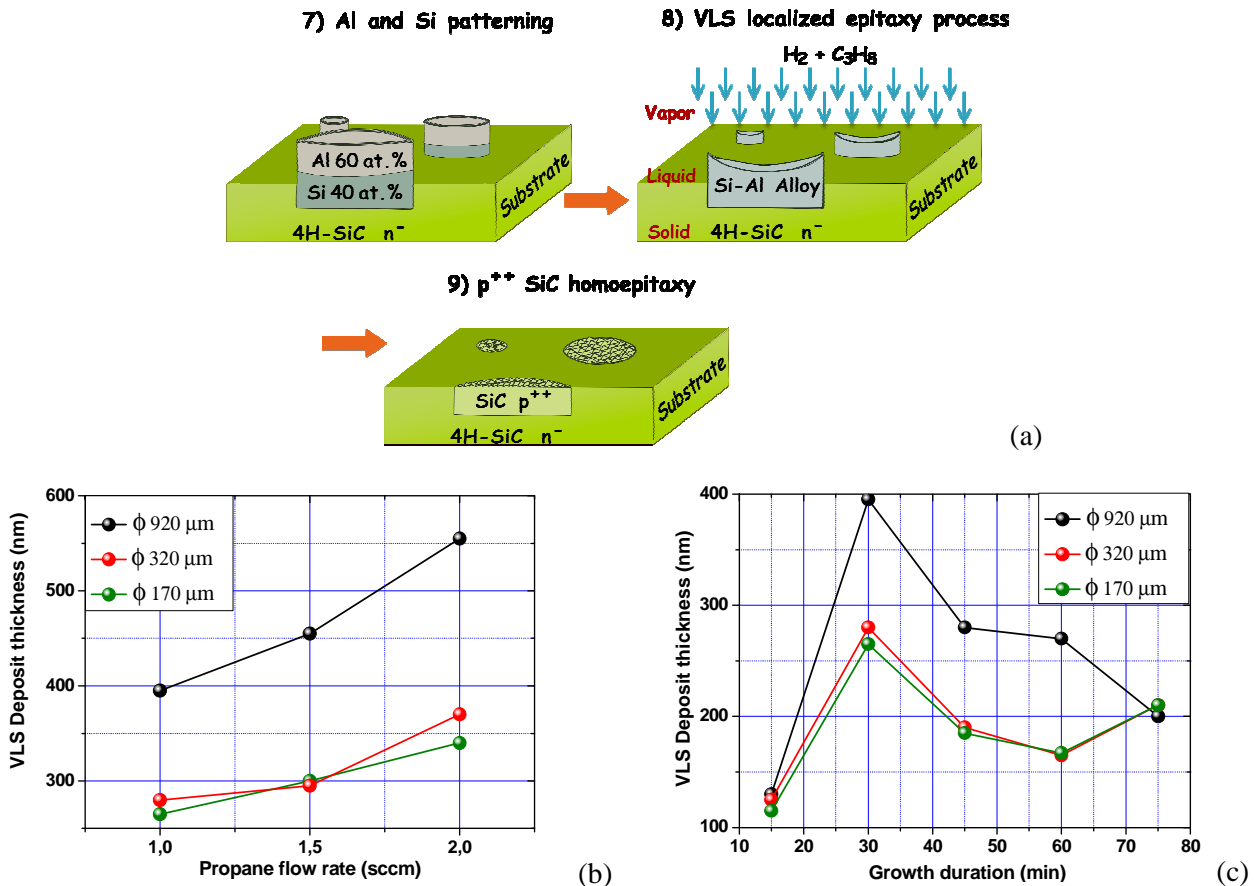 7) Al and Si patterning
8) VLS localized epitaxy process
H₂ + C₃H₈
Vapor
Al 60 at.%
Si 40 at.%
4H-SiC n⁻
Substrate
Liquid
Si-Al Alloy
Solid
4H-SiC n⁻
Substrate
9) p⁺⁺ SiC homoepitaxy
SiC p⁺⁺
4H-SiC n⁻
Substrate
(a)
VLS Deposit thickness (nm)
600
500
400
300
ϕ 920 µm
ϕ 320 µm
ϕ 170 µm
1,0 1,5 2,0
Propane flow rate (sccm)
(b)
VLS Deposit thickness (nm)
400
300
200
100
ϕ 920 µm
ϕ 320 µm
ϕ 170 µm
10 20 30 40 50 60 70 80
Growth duration (min)
(c)